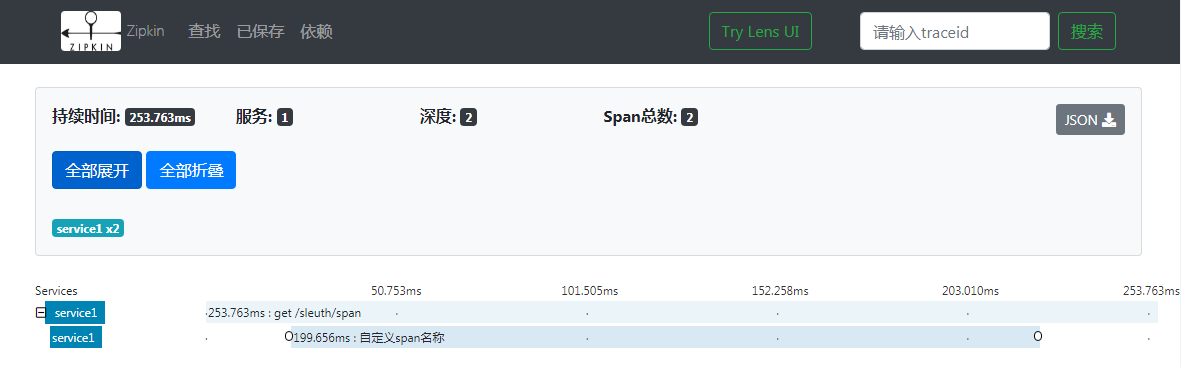 ZIPKIN Zipkin 查找 已保存 依赖 Try Lens UI 请输入traceid 搜索
持续时间: 253.763ms 服务: 1 深度: 2 Span总数: 2 JSON
全部展开 全部折叠
service1 x2
Services 50.753ms 101.505ms 152.258ms 203.010ms 253.763ms
service1 253.763ms : get /sleuth/span
service1 199.656ms : 自定义span名称